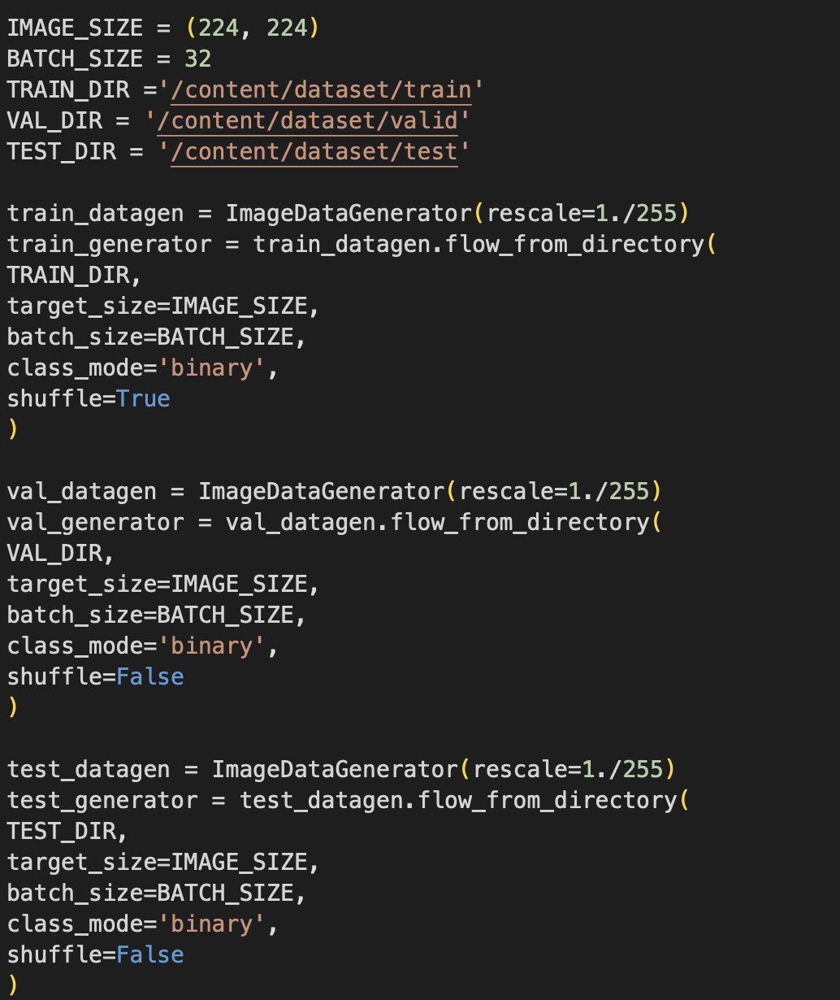 IMAGE_SIZE = (224, 224)
BATCH_SIZE = 32
TRAIN_DIR ='/content/dataset/train'
VAL_DIR = '/content/dataset/valid'
TEST_DIR = '/content/dataset/test'

train_datagen = ImageDataGenerator(rescale=1./255)
train_generator = train_datagen.flow_from_directory(
TRAIN_DIR,
target_size=IMAGE_SIZE,
batch_size=BATCH_SIZE,
class_mode='binary',
shuffle=True
)

val_datagen = ImageDataGenerator(rescale=1./255)
val_generator = val_datagen.flow_from_directory(
VAL_DIR,
target_size=IMAGE_SIZE,
batch_size=BATCH_SIZE,
class_mode='binary',
shuffle=False
)

test_datagen = ImageDataGenerator(rescale=1./255)
test_generator = test_datagen.flow_from_directory(
TEST_DIR,
target_size=IMAGE_SIZE,
batch_size=BATCH_SIZE,
class_mode='binary',
shuffle=False
)